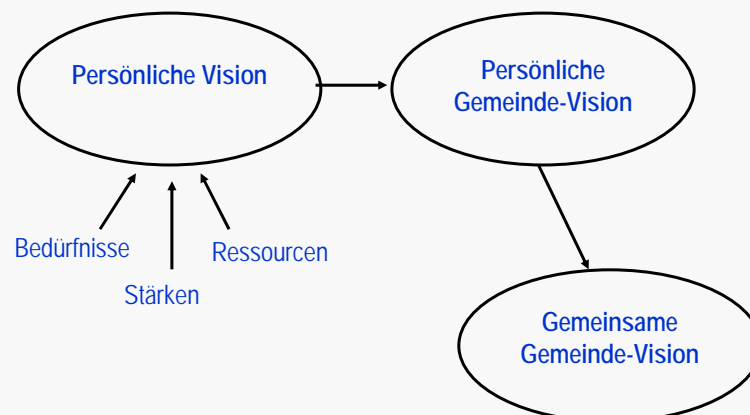 Persönliche Vision
Persönliche
Gemeinde-Vision
Bedürfnisse
Ressourcen
Stärken
Gemeinsame
Gemeinde-Vision